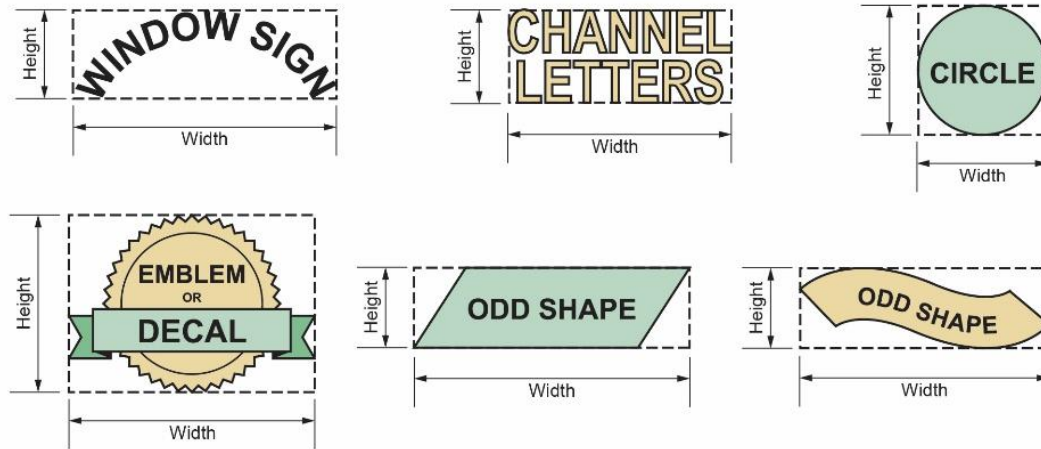 Height
WINDOW SIGN
Width
Height
CHANNEL
LETTERS
Width
Height
CIRCLE
Width
Height
EMBLEM
OR
DECAL
Width
Height
ODD SHAPE
Width
Height
ODD SHAPE
Width